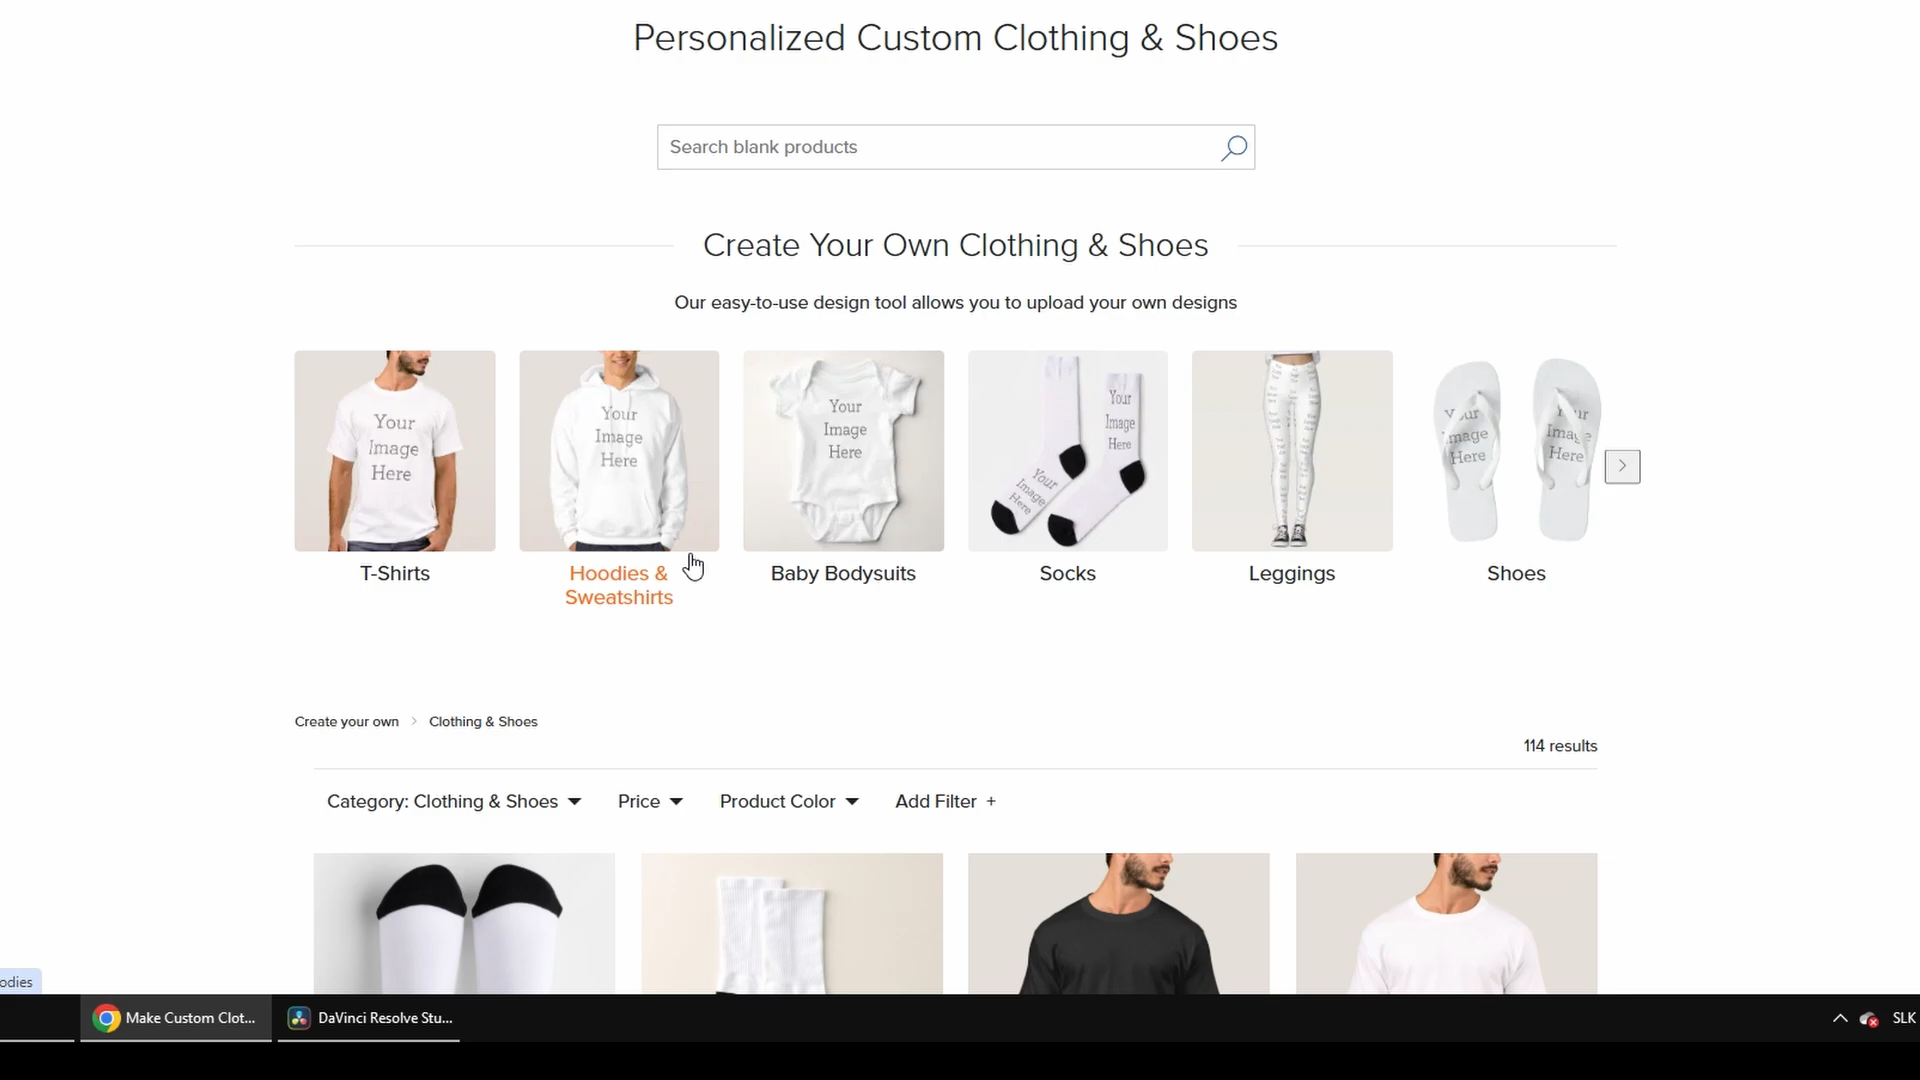 Personalized Custom Clothing & Shoes
Search blank products
Create Your Own Clothing & Shoes
Our easy-to-use design tool allows you to upload your own designs
Your
Image
Here
Your
Image
Here
Your
Image
Here
Your
Image
Here
Your
Image
Here
T-Shirts
Hoodies &
Sweatshirts
Baby Bodysuits
Socks
Leggings
Shoes
Create your own > Clothing & Shoes
114 results
Category: Clothing & Shoes
Price
Product Color
Add Filter +
odies
Make Custom Clot...
DaVinci Resolve Stu...
SLK